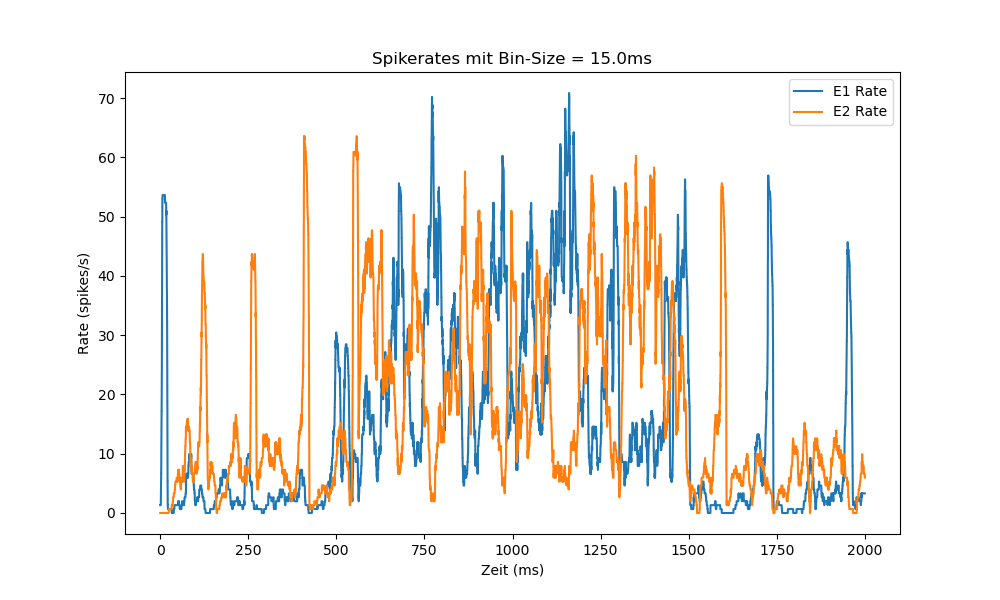 Spikerates mit Bin-Size = 15.0ms
E1 Rate
E2 Rate
Rate (spikes/s)
70
60
50
40
30
20
10
0
0 250 500 750 1000 1250 1500 1750 2000
Zeit (ms)